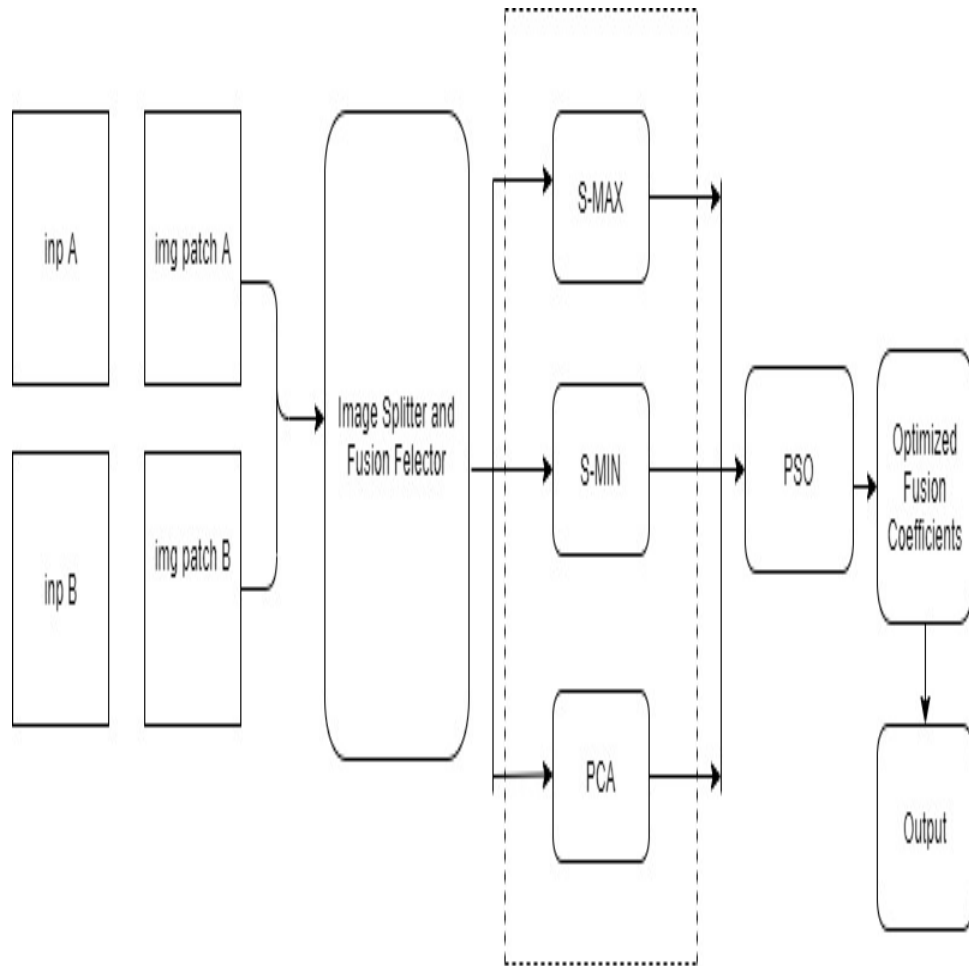 inp A
img patch A
inp B
img patch B
Image Splitter and
Fusion Felector
S-MAX
S-MIN
PCA
PSO
Optimized
Fusion
Coefficients
Output